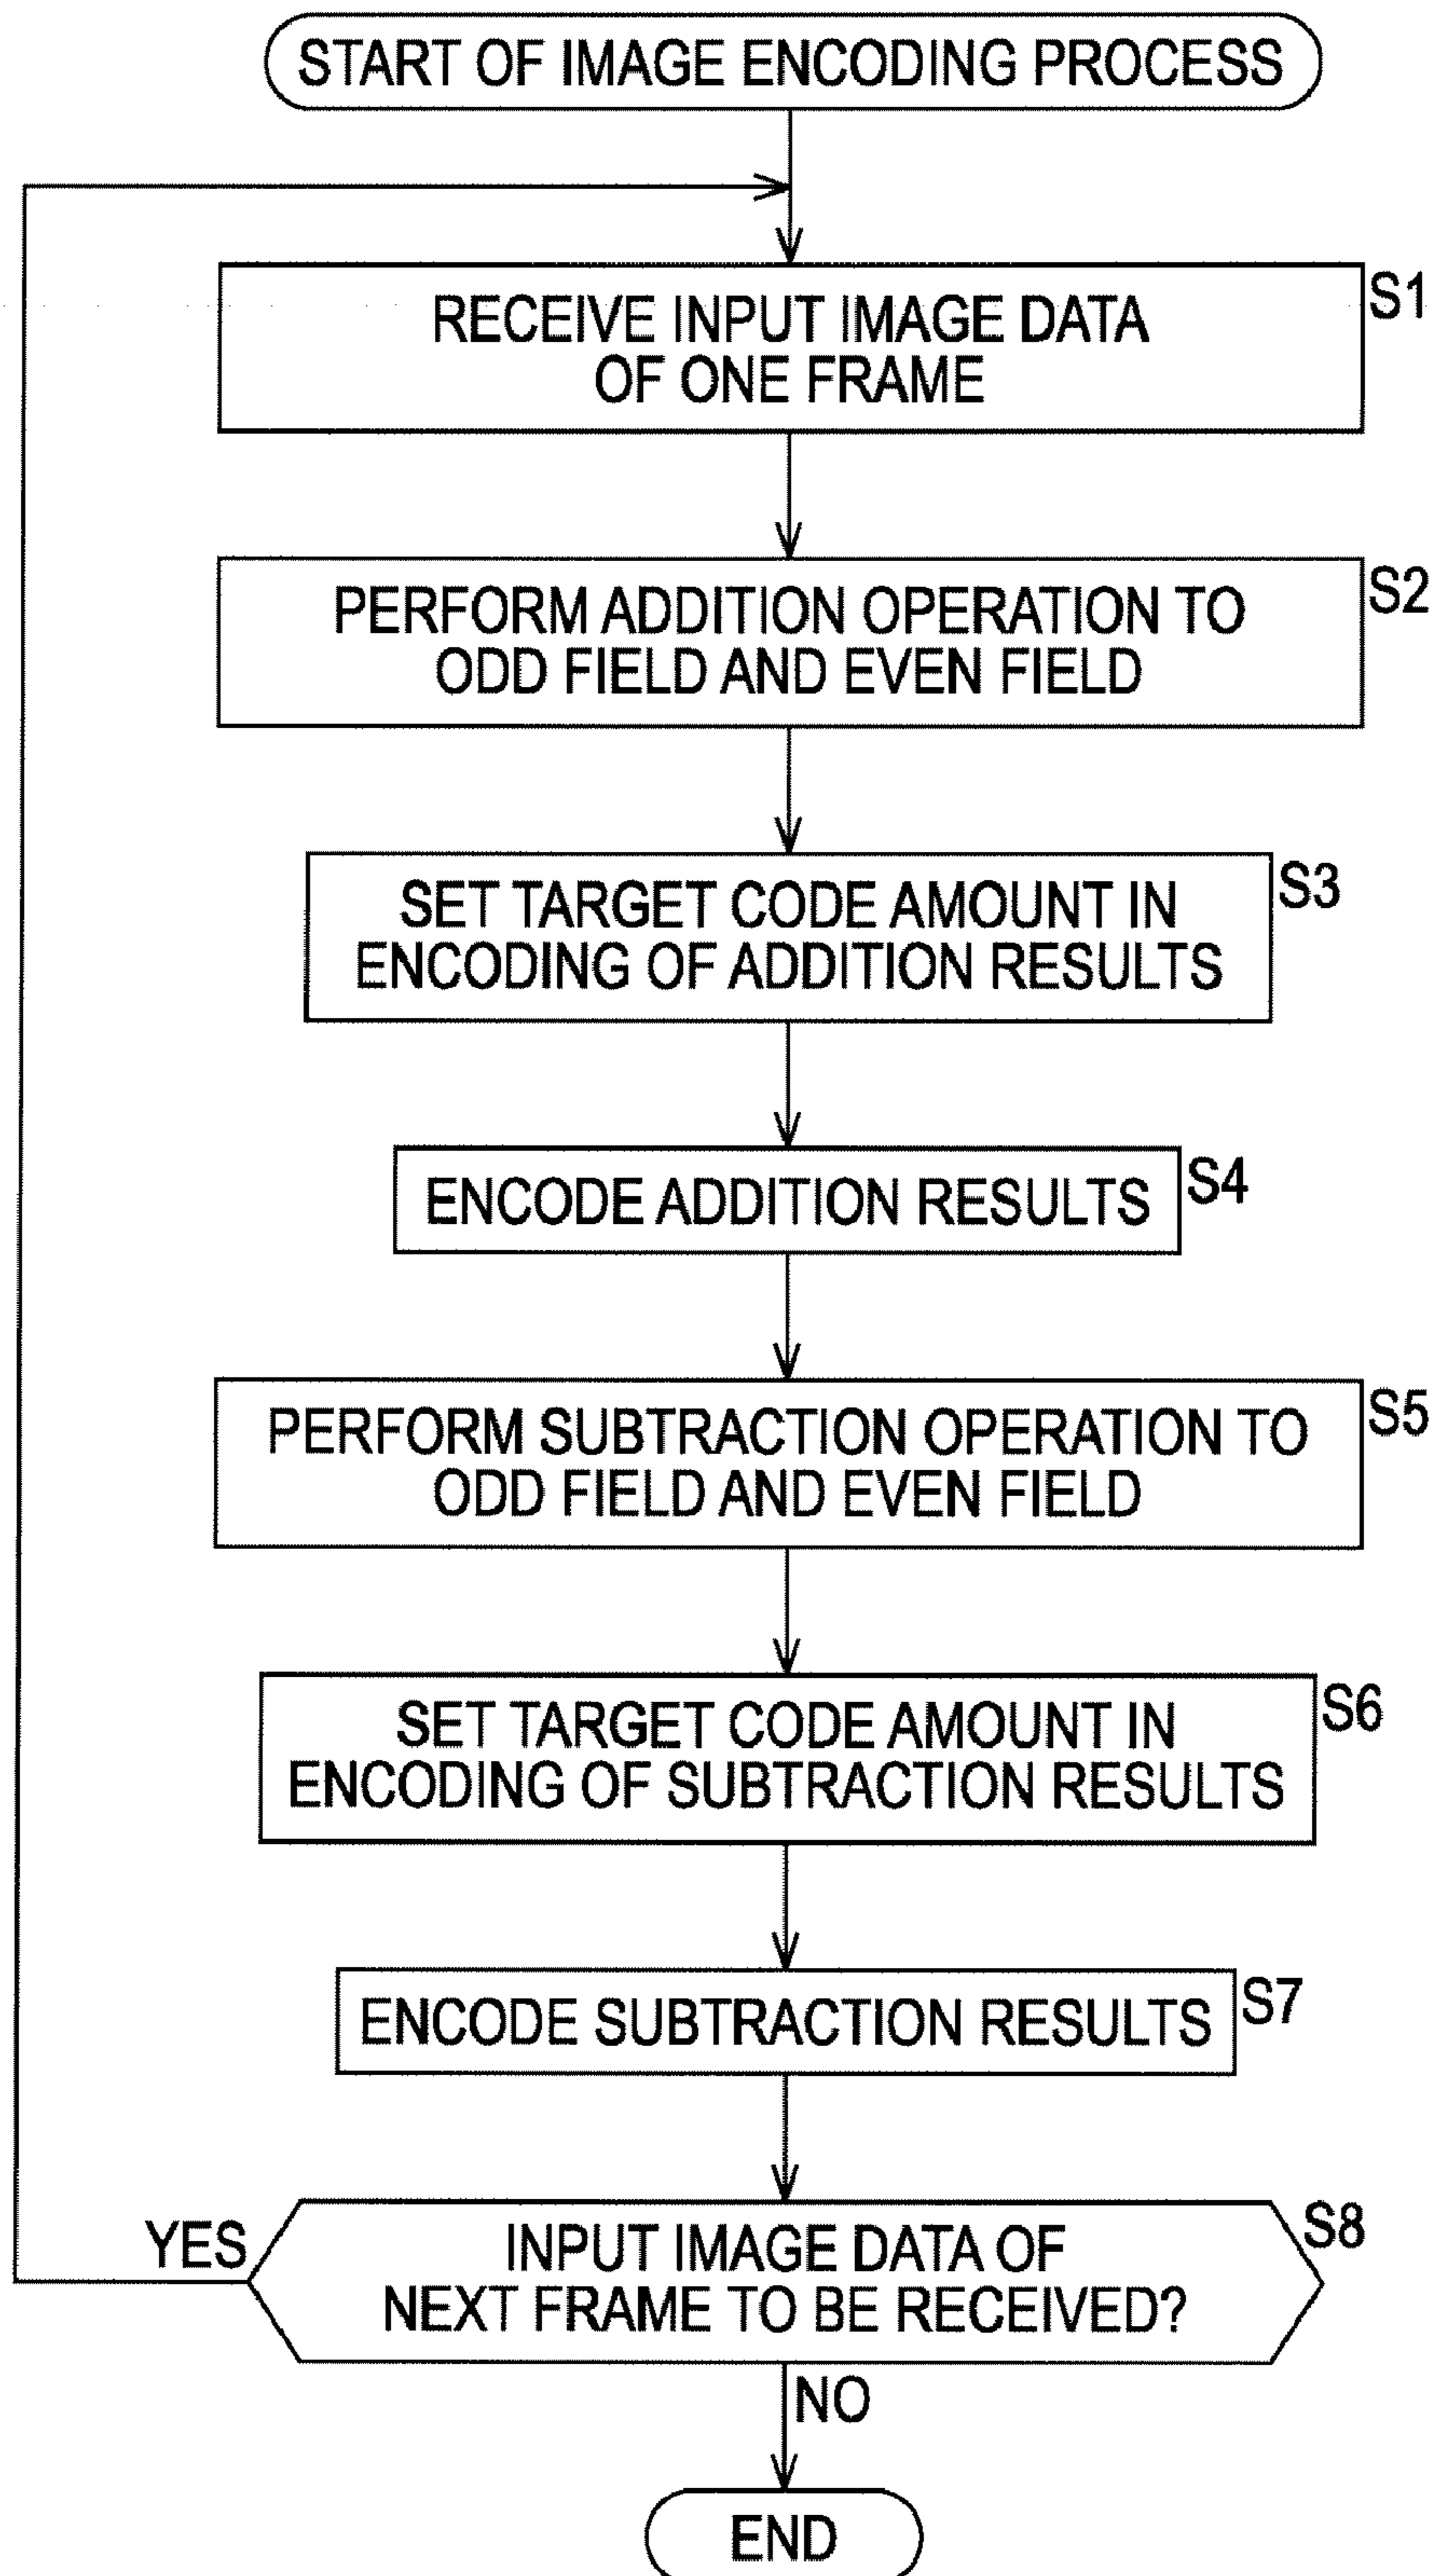 START OF IMAGE ENCODING PROCESS
RECEIVE INPUT IMAGE DATA
OF ONE FRAME
S1
PERFORM ADDITION OPERATION TO
ODD FIELD AND EVEN FIELD
S2
SET TARGET CODE AMOUNT IN
ENCODING OF ADDITION RESULTS
S3
ENCODE ADDITION RESULTS
S4
PERFORM SUBTRACTION OPERATION TO
ODD FIELD AND EVEN FIELD
S5
SET TARGET CODE AMOUNT IN
ENCODING OF SUBTRACTION RESULTS
S6
ENCODE SUBTRACTION RESULTS
S7
INPUT IMAGE DATA OF
NEXT FRAME TO BE RECEIVED?
S8
YES
NO
END